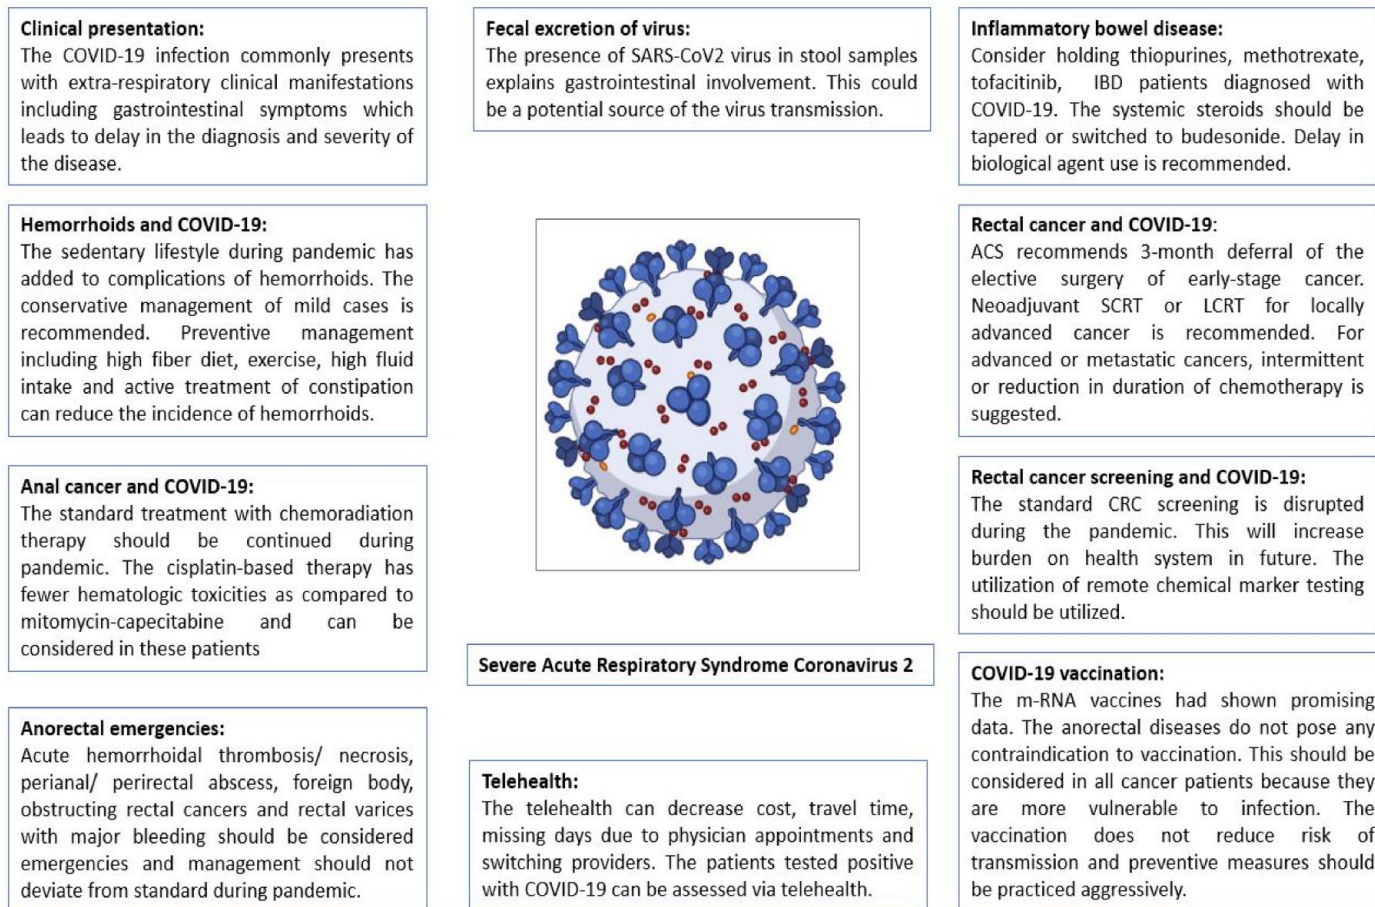 Clinical presentation:
The COVID-19 infection commonly presents
with extra-respiratory clinical manifestations
including gastrointestinal symptoms which
leads to delay in the diagnosis and severity of
the disease.
Hemorrhoids and COVID-19:
The sedentary lifestyle during pandemic has
added to complications of hemorrhoids. The
conservative management of mild cases is
recommended. Preventive management
including high fiber diet, exercise, high fluid
intake and active treatment of constipation
can reduce the incidence of hemorrhoids.
Anal cancer and COVID-19:
The standard treatment with chemoradiation
therapy should be continued during
pandemic. The cisplatin-based therapy has
fewer hematologic toxicities as compared to
mitomycin-capecitabine and can be
considered in these patients
Anorectal emergencies:
Acute hemorrhoidal thrombosis/ necrosis,
perianal/ perirectal abscess, foreign body,
obstructing rectal cancers and rectal varices
with major bleeding should be considered
emergencies and management should not
deviate from standard during pandemic.
Fecal excretion of virus:
The presence of SARS-CoV2 virus in stool samples
explains gastrointestinal involvement. This could
be a potential source of the virus transmission.
Severe Acute Respiratory Syndrome Coronavirus 2
Telehealth:
The telehealth can decrease cost, travel time,
missing days due to physician appointments and
switching providers. The patients tested positive
with COVID-19 can be assessed via telehealth.
Inflammatory bowel disease:
Consider holding thiopurines, methotrexate,
tofacitinib, IBD patients diagnosed with
COVID-19. The systemic steroids should be
tapered or switched to budesonide. Delay in
biological agent use is recommended.
Rectal cancer and COVID-19:
ACS recommends 3-month deferral of the
elective surgery of early-stage cancer.
Neoadjuvant SCRT or LCRT for locally
advanced cancer is recommended. For
advanced or metastatic cancers, intermittent
or reduction in duration of chemotherapy is
suggested.
Rectal cancer screening and COVID-19:
The standard CRC screening is disrupted
during the pandemic. This will increase
burden on health system in future. The
utilization of remote chemical marker testing
should be utilized.
COVID-19 vaccination:
The m-RNA vaccines had shown promising
data. The anorectal diseases do not pose any
contraindication to vaccination. This should be
considered in all cancer patients because they
are more vulnerable to infection. The
vaccination does not reduce risk of
transmission and preventive measures should
be practiced aggressively.